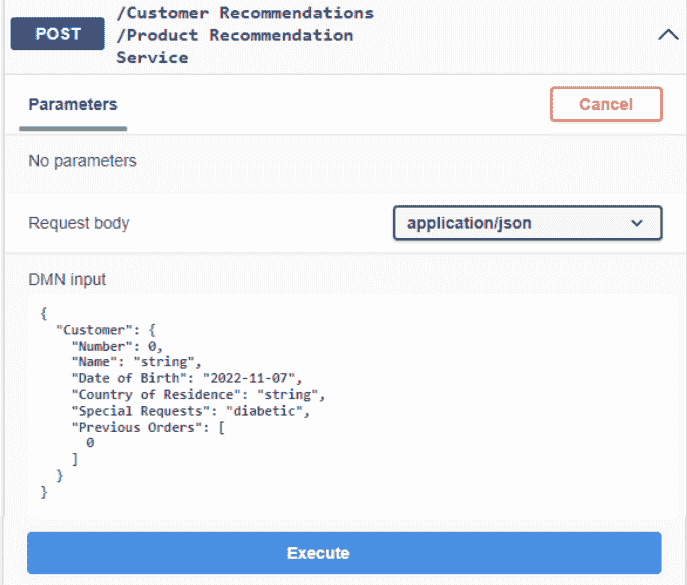 POST
/Customer Recommendations
/Product Recommendation
Service
Parameters
Cancel
No parameters
Request body
application/json
DMN input
{
  "Customer": {
    "Number": 0,
    "Name": "string",
    "Date of Birth": "2022-11-07",
    "Country of Residence": "string",
    "Special Requests": "diabetic",
    "Previous Orders": [
      0
    ]
  }
}
Execute